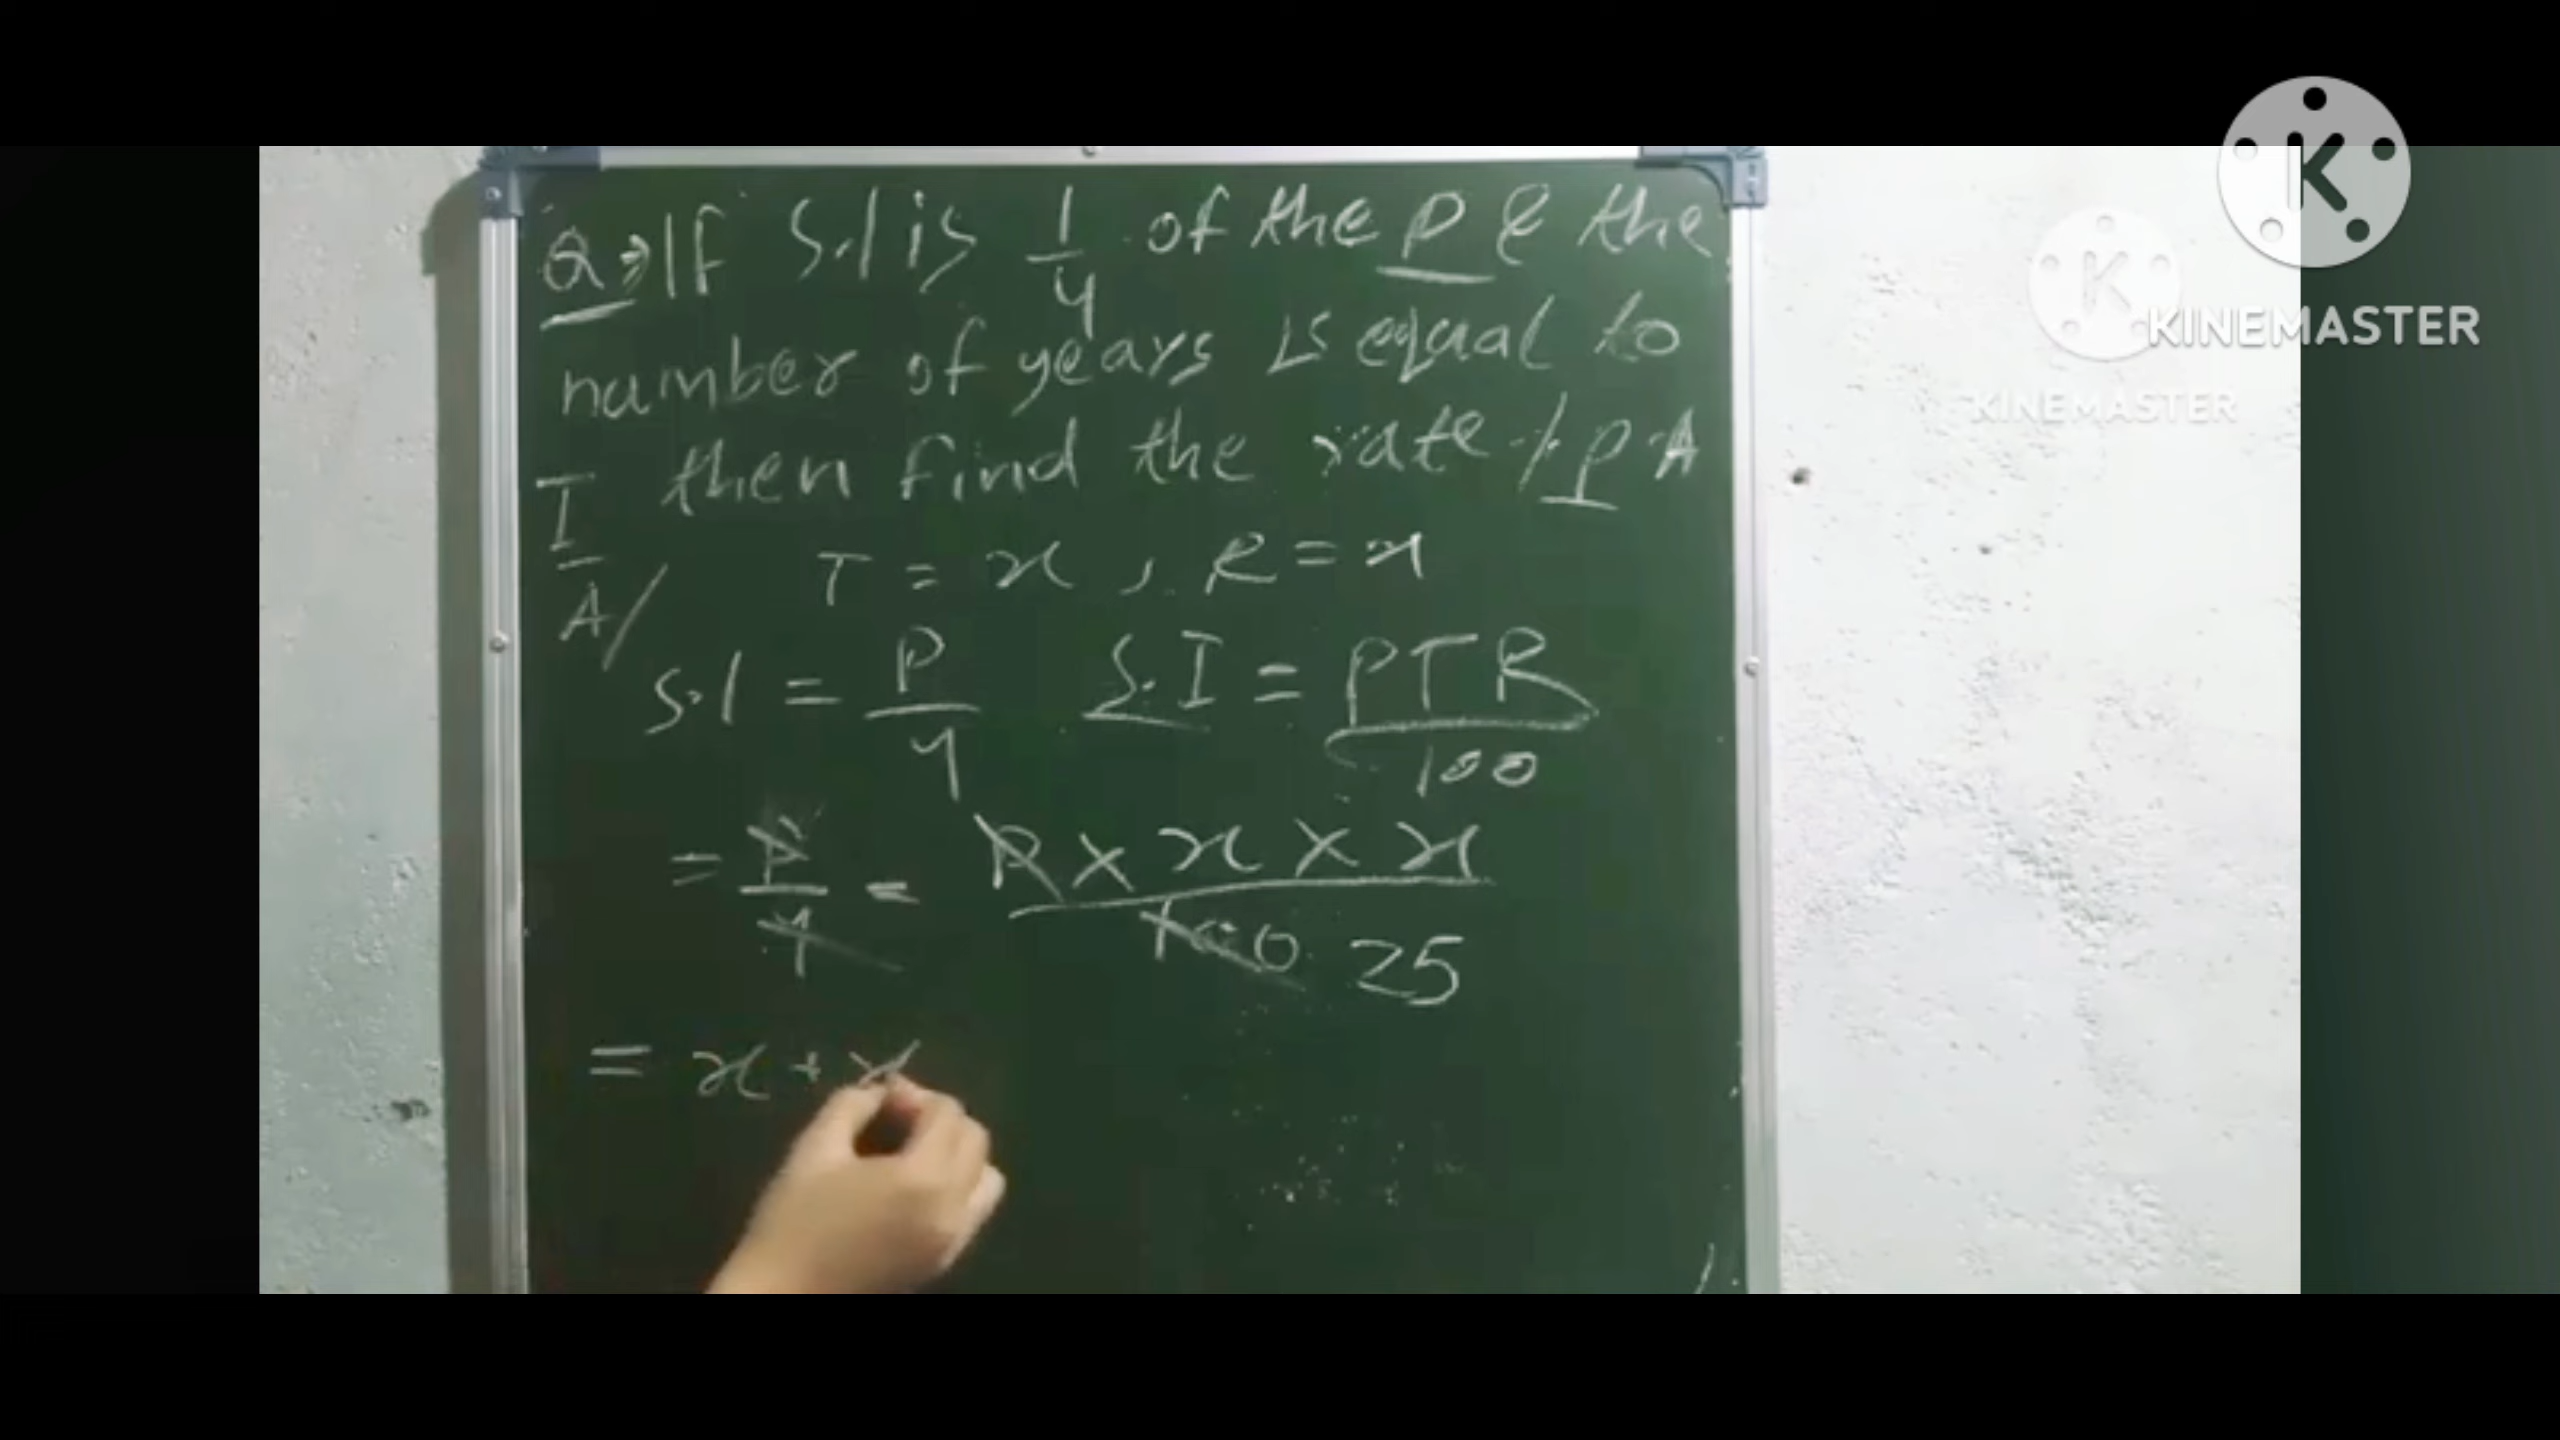 Q→ If S.I is 1/4 of the P & the
number of years is equal to
then find the rate % P A
I
A/
T = x , R = x
S.I = P/4 S.I = PTR/100
= P/4 = P × x × x/100 25
= x + x
K
KINEMASTER
K
KINEMASTER